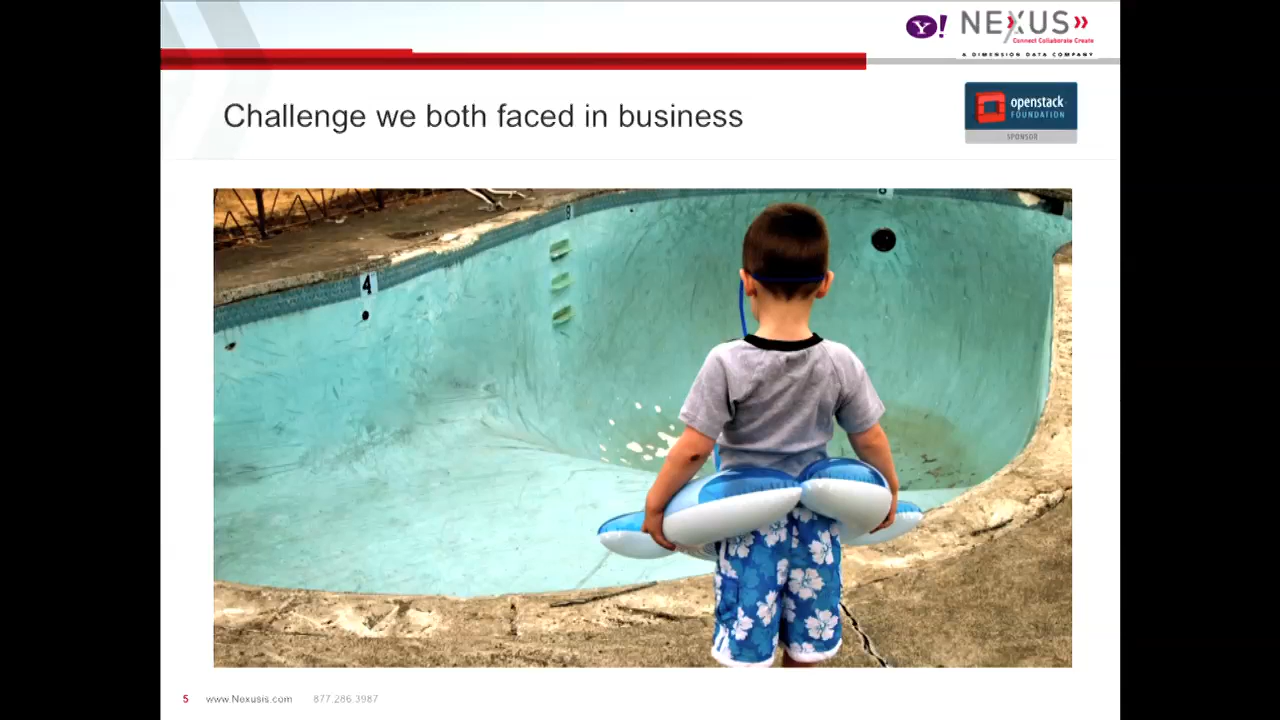 Y!
NEXUS
Connect Collaborate Create
A DIMENSION DATA COMPANY
Challenge we both faced in business
openstack
FOUNDATION
SPONSOR
4
5 www.Nexusis.com 877.286.3987